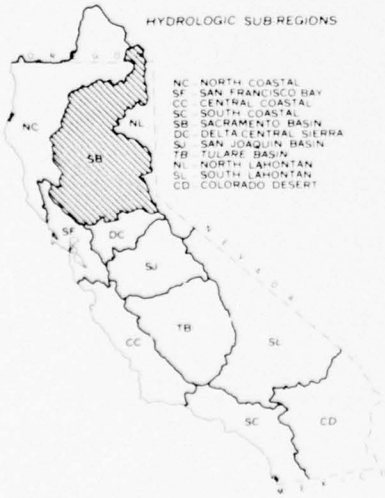 HYDROLOGIC SUB-REGIONS
OREGON
NC - NORTH COASTAL
SF - SAN FRANCISCO BAY
CC - CENTRAL COASTAL
SC - SOUTH COASTAL
SB - SACRAMENTO BASIN
DC - DELTA-CENTRAL SIERRA
SJ - SAN JOAQUIN BASIN
TB - TULARE BASIN
NL - NORTH LAHONTAN
SL - SOUTH LAHONTAN
CD - COLORADO DESERT
NC
NL
SB
SF
DC
NEVADA
SJ
TB
CC
SL
SC
CD